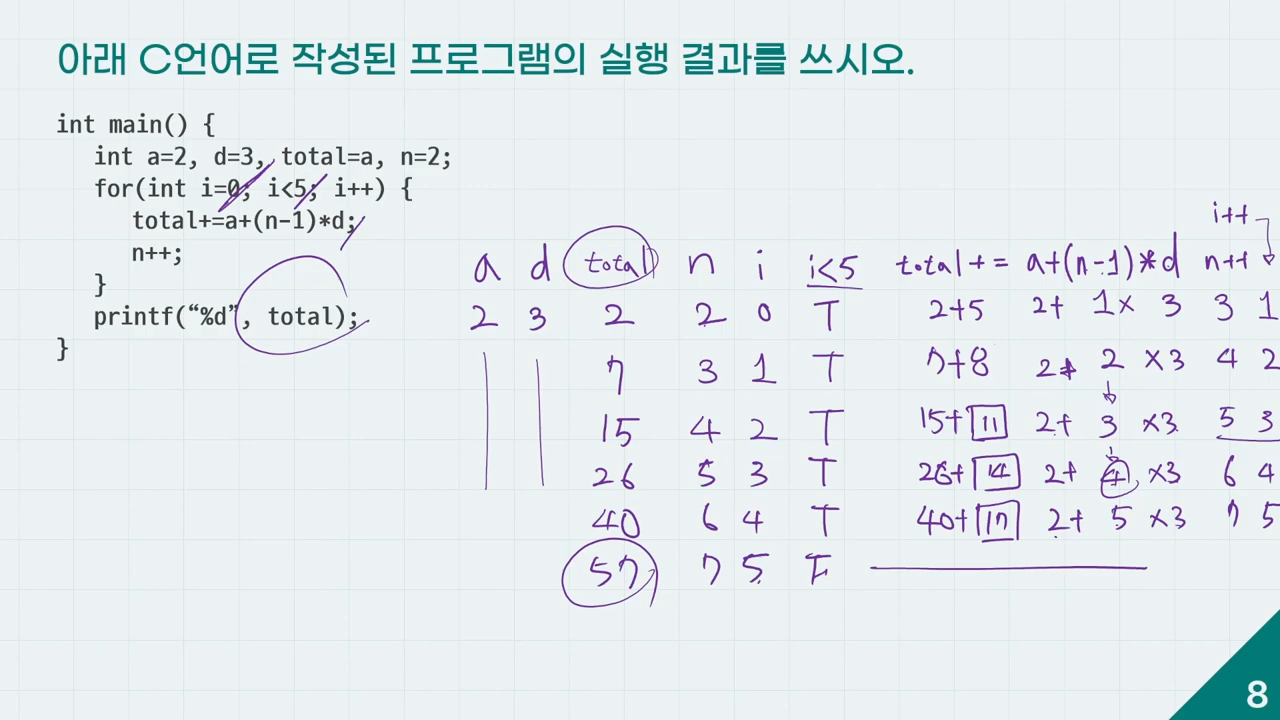 아래 C언어로 작성된 프로그램의 실행 결과를 쓰시오.
int main() {
int a=2, d=3, total=a, n=2;
for(int i=0; i<5; i++) {
total+=a+(n-1)*d;
n++;
}
printf("%d", total);
}
i++
a d total n i i<5 total += a+(n-1)*d n++
2 3 2 2 0 T 2+5 2+ 1× 3 3 1
7 3 1 T 7+8 2+ 2 ×3 4 2
15 4 2 T 15+ 11 2+ 3 ×3 5 3
26 5 3 T 26+ 14 2+ 4 ×3 6 4
40 6 4 T 40+ 17 2+ 5 ×3 7 5
57 7 5 F
8